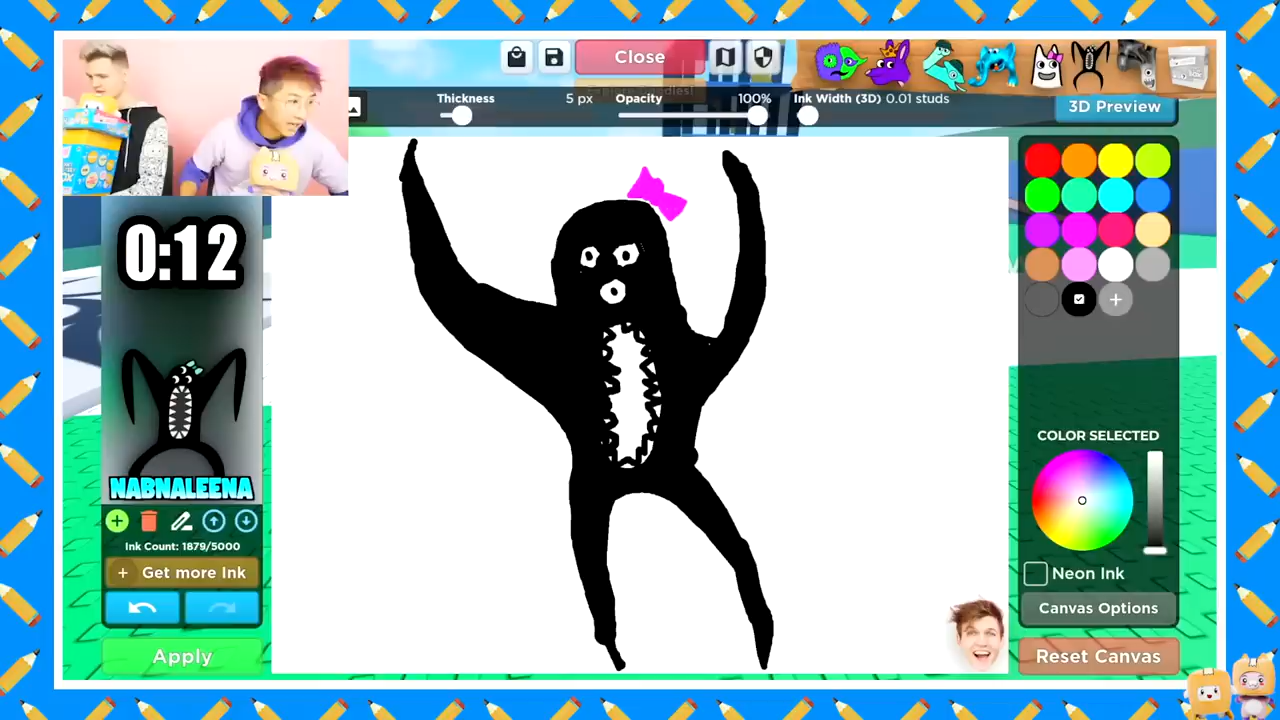 Close
Thickness
5 px
Opacity
100%
Ink Width (3D) 0.01 studs
3D Preview
0:12
NABNALEENA
Ink Count: 1879/5000
+ Get more Ink
Apply
COLOR SELECTED
Neon Ink
Canvas Options
Reset Canvas